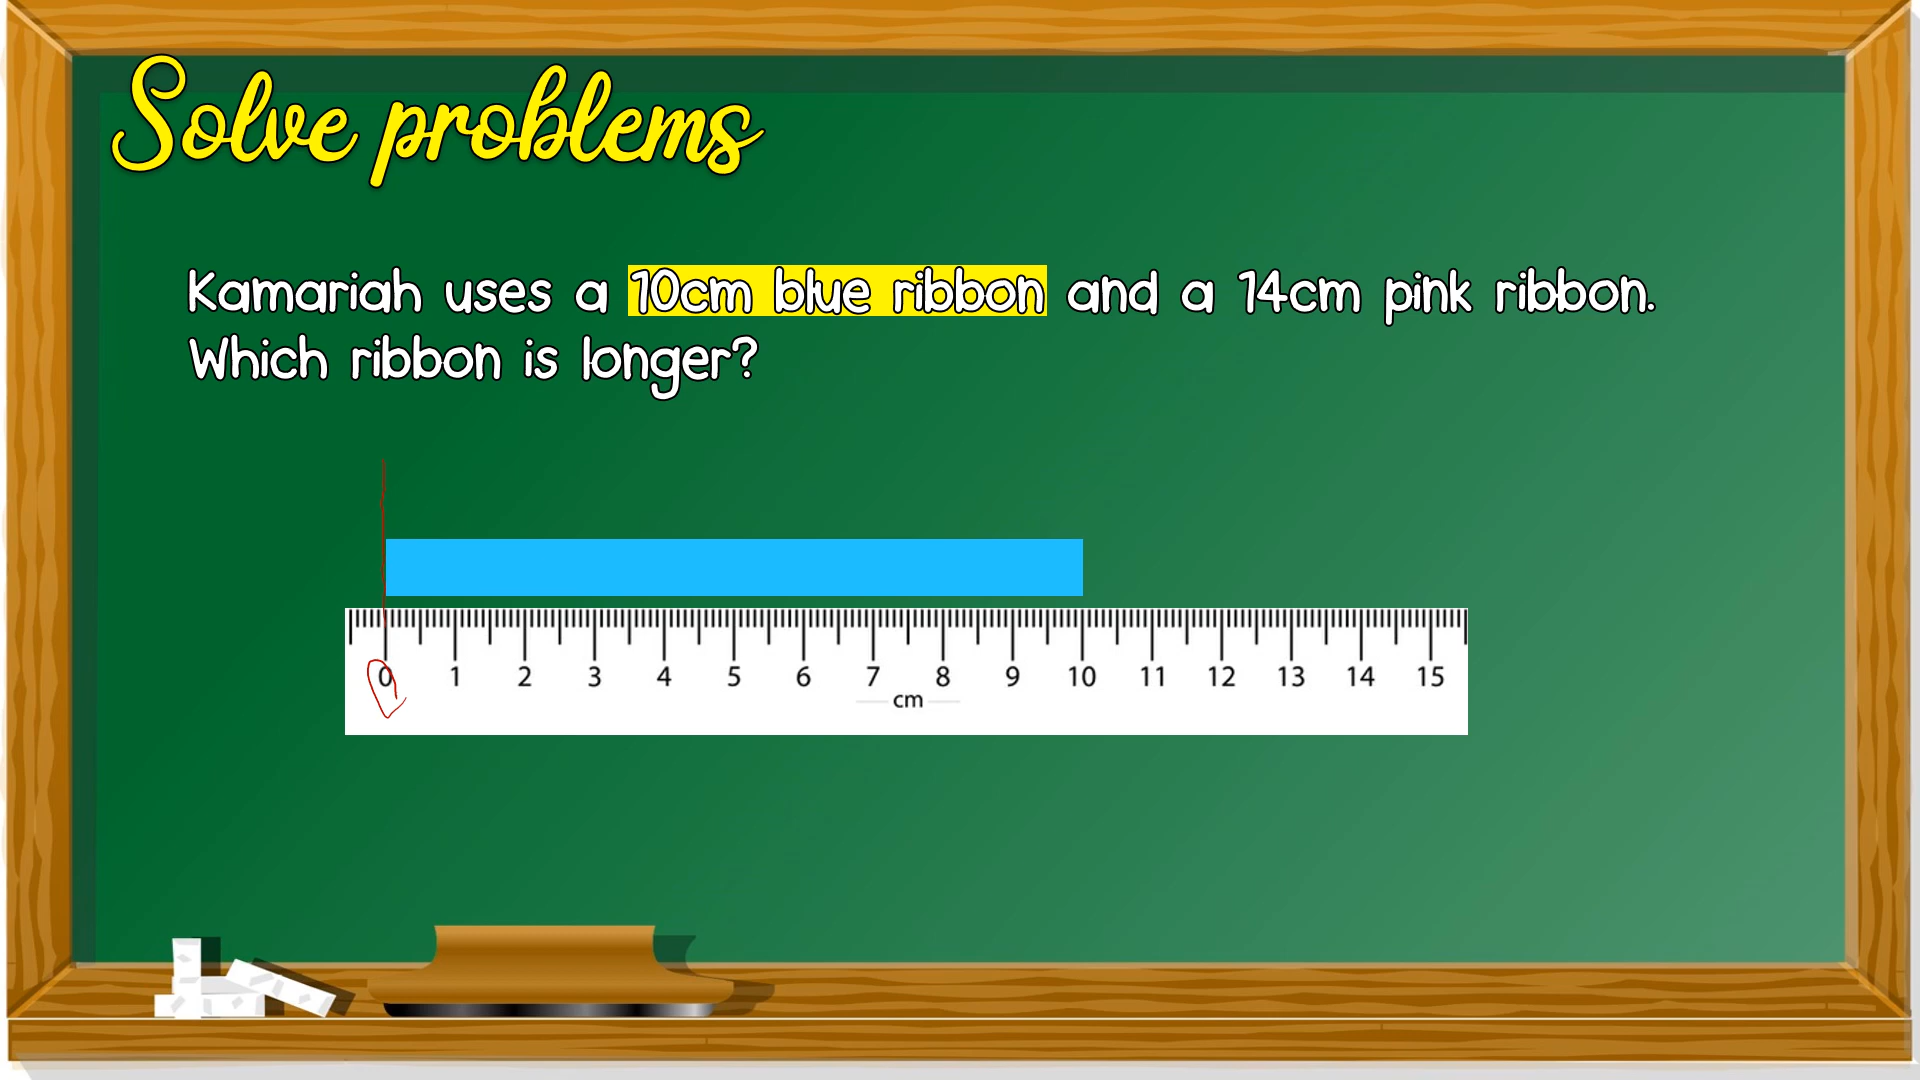 Solve problems
Kamariah uses a 10cm blue ribbon and a 14cm pink ribbon.
Which ribbon is longer?
0 1 2 3 4 5 6 7 8 9 10 11 12 13 14 15
cm